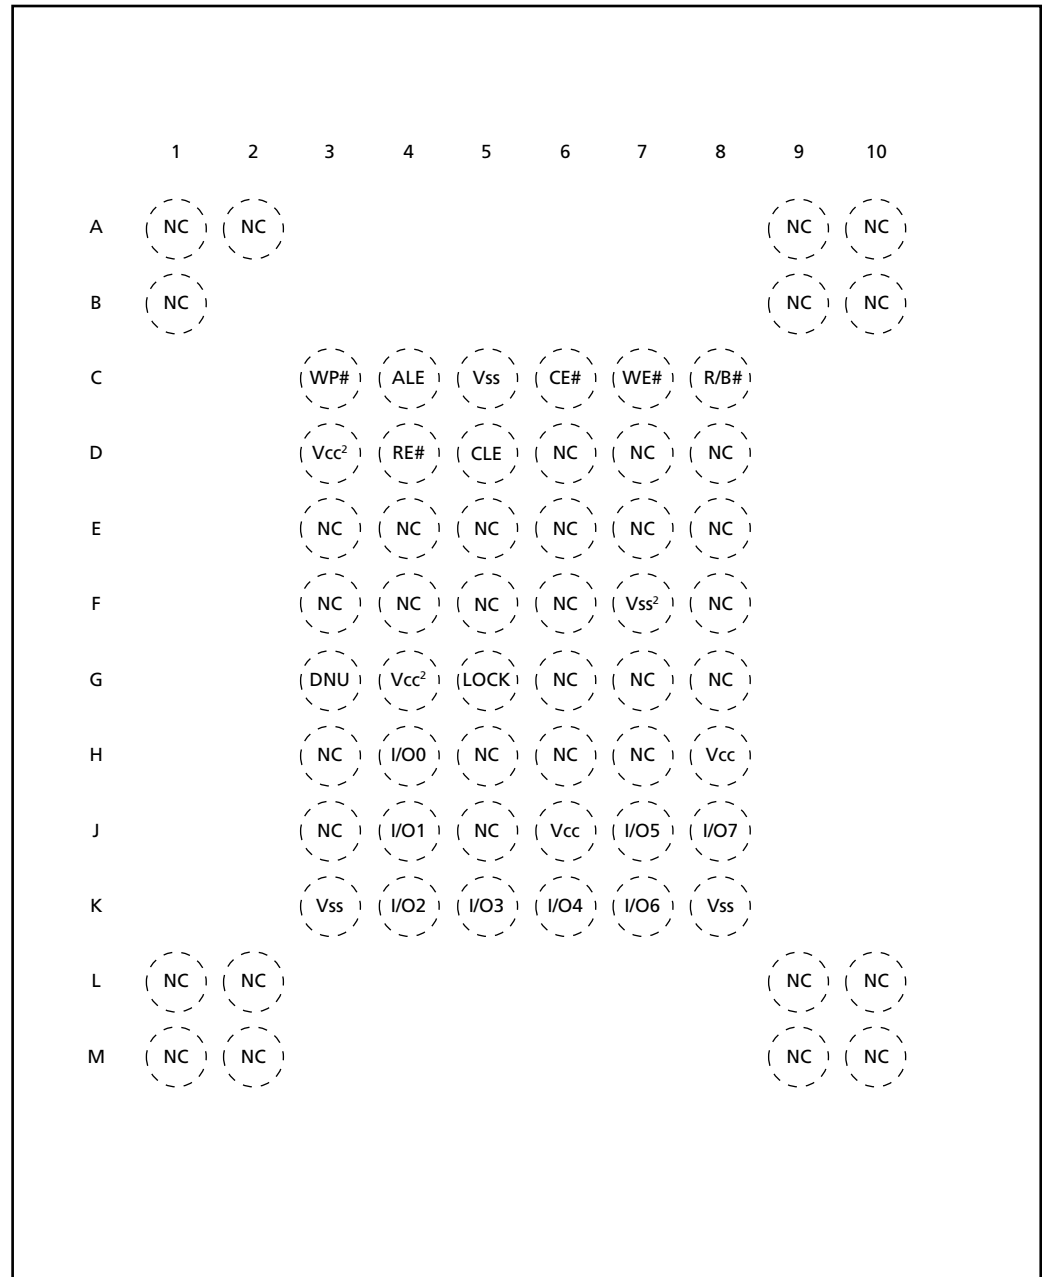 1 2 3 4 5 6 7 8 9 10
A NC NC NC NC
B NC NC NC
C WP# ALE Vss CE# WE# R/B#
D Vcc² RE# CLE NC NC NC
E NC NC NC NC NC NC
F NC NC NC NC Vss² NC
G DNU Vcc² LOCK NC NC NC
H NC I/O0 NC NC NC Vcc
J NC I/O1 NC Vcc I/O5 I/O7
K Vss I/O2 I/O3 I/O4 I/O6 Vss
L NC NC NC NC
M NC NC NC NC